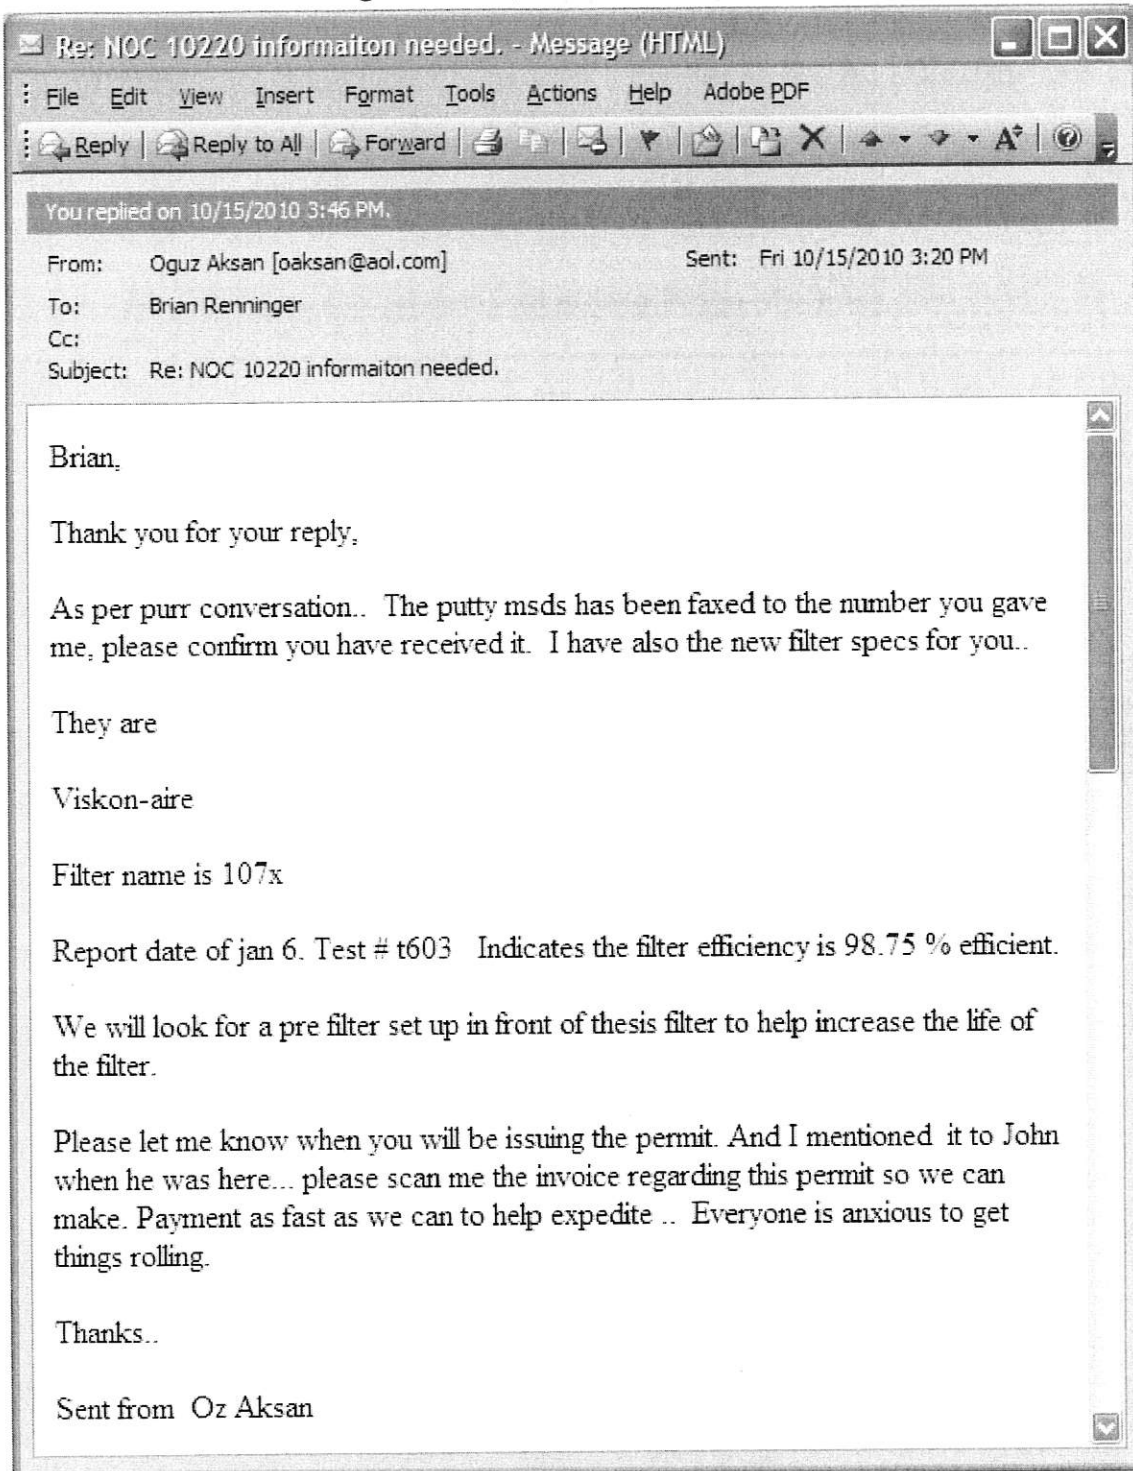 Re: NOC 10220 informaiton needed. - Message (HTML)
File Edit View Insert Format Tools Actions Help Adobe PDF
Reply Reply to All Forward
You replied on 10/15/2010 3:46 PM.
From: Oguz Aksan [oaksan@aol.com] Sent: Fri 10/15/2010 3:20 PM
To: Brian Renninger
Cc:
Subject: Re: NOC 10220 informaiton needed.
Brian,
Thank you for your reply,
As per purr conversation.. The putty msds has been faxed to the number you gave
me, please confirm you have received it. I have also the new filter specs for you..
They are
Viskon-aire
Filter name is 107x
Report date of jan 6. Test # t603 Indicates the filter efficiency is 98.75 % efficient.
We will look for a pre filter set up in front of thesis filter to help increase the life of
the filter.
Please let me know when you will be issuing the permit. And I mentioned it to John
when he was here... please scan me the invoice regarding this permit so we can
make. Payment as fast as we can to help expedite .. Everyone is anxious to get
things rolling.
Thanks..
Sent from Oz Aksan